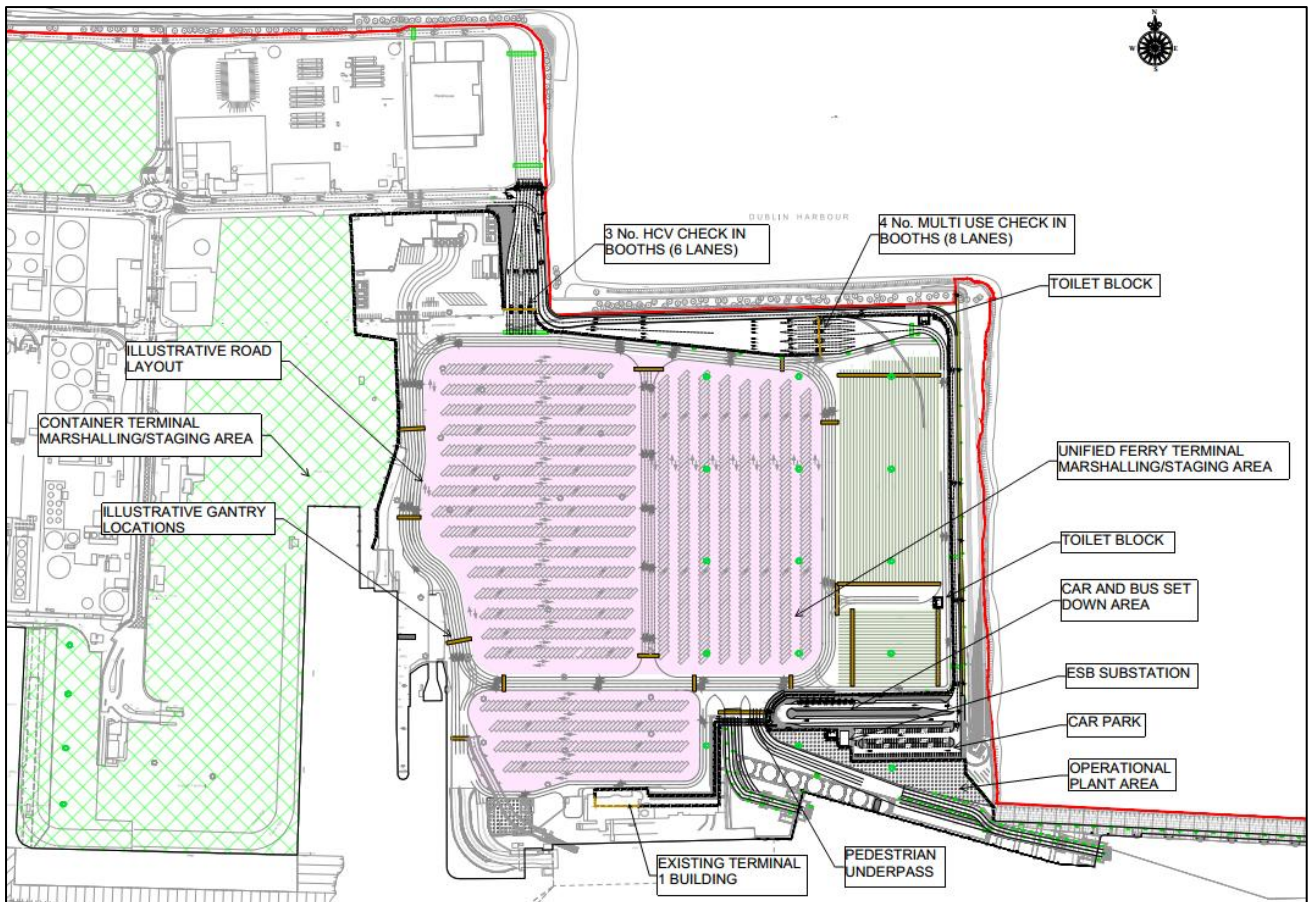 N
W
E
S
Warehouse
DUBLIN HARBOUR
3 No. HCV CHECK IN
BOOTHS (6 LANES)
4 No. MULTI USE CHECK IN
BOOTHS (8 LANES)
TOILET BLOCK
ILLUSTRATIVE ROAD
LAYOUT
CONTAINER TERMINAL
MARSHALLING/STAGING AREA
UNIFIED FERRY TERMINAL
MARSHALLING/STAGING AREA
ILLUSTRATIVE GANTRY
LOCATIONS
TOILET BLOCK
CAR AND BUS SET
DOWN AREA
ESB SUBSTATION
CAR PARK
OPERATIONAL
PLANT AREA
EXISTING TERMINAL
1 BUILDING
PEDESTRIAN
UNDERPASS